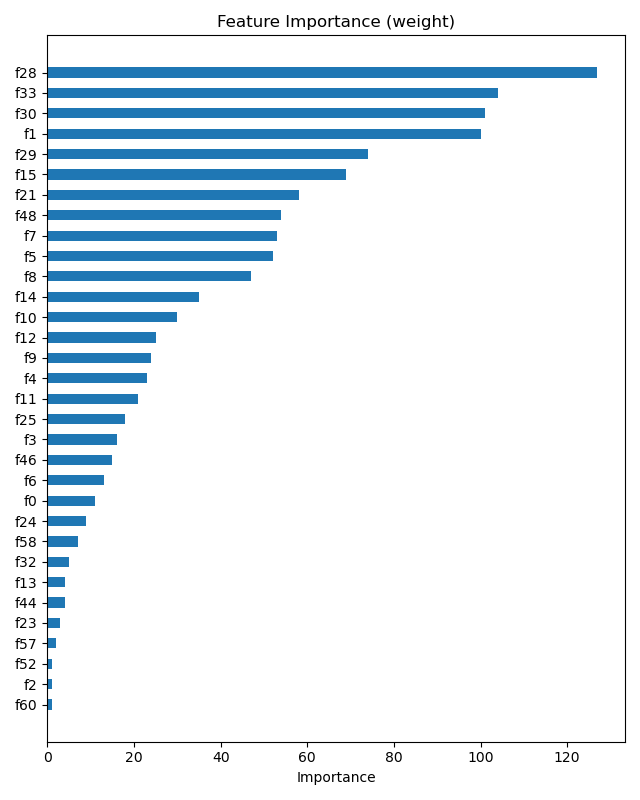 Feature Importance (weight)
f28
f33
f30
f1
f29
f15
f21
f48
f7
f5
f8
f14
f10
f12
f9
f4
f11
f25
f3
f46
f6
f0
f24
f58
f32
f13
f44
f23
f57
f52
f2
f60
0 20 40 60 80 100 120
Importance